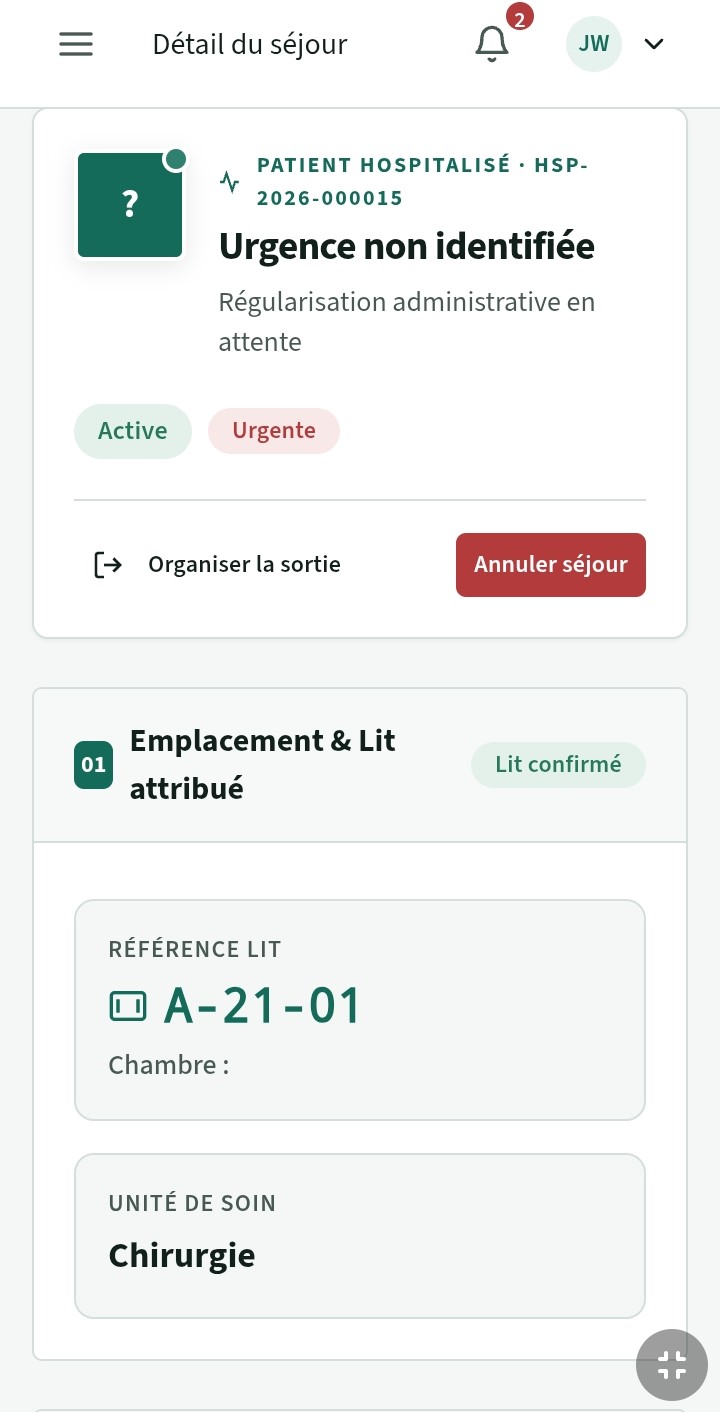 Détail du séjour
2
JW
?
PATIENT HOSPITALISÉ · HSP-
2026-000015
Urgence non identifiée
Régularisation administrative en
attente
Active
Urgente
Organiser la sortie
Annuler séjour
01
Emplacement & Lit
attribué
Lit confirmé
RÉFÉRENCE LIT
A-21-01
Chambre :
UNITÉ DE SOIN
Chirurgie